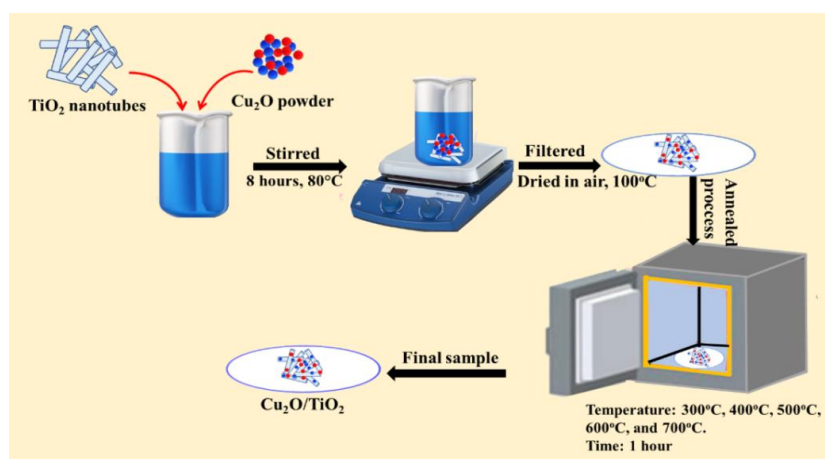 TiO₂ nanotubes
Cu₂O powder
Stirred
8 hours, 80°C
Filtered
Dried in air, 100°C
Annealed
proccess
Temperature: 300°C, 400°C, 500°C,
600°C, and 700°C.
Time: 1 hour
Final sample
Cu₂O/TiO₂